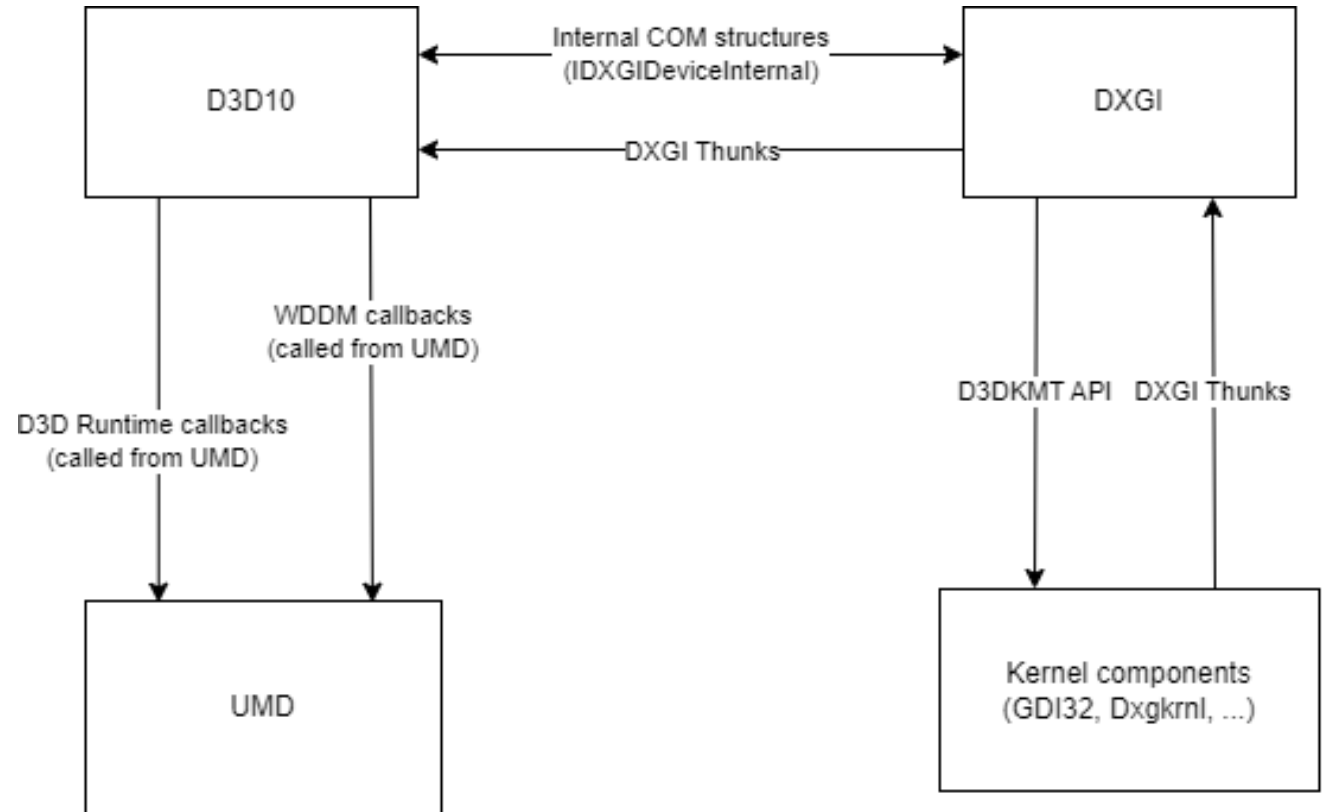 Internal COM structures
(IDXGIDeviceInternal)
D3D10
DXGI
DXGI Thunks
WDDM callbacks
(called from UMD)
D3D Runtime callbacks
(called from UMD)
D3DKMT API
DXGI Thunks
UMD
Kernel components
(GDI32, Dxgkrnl, ...)